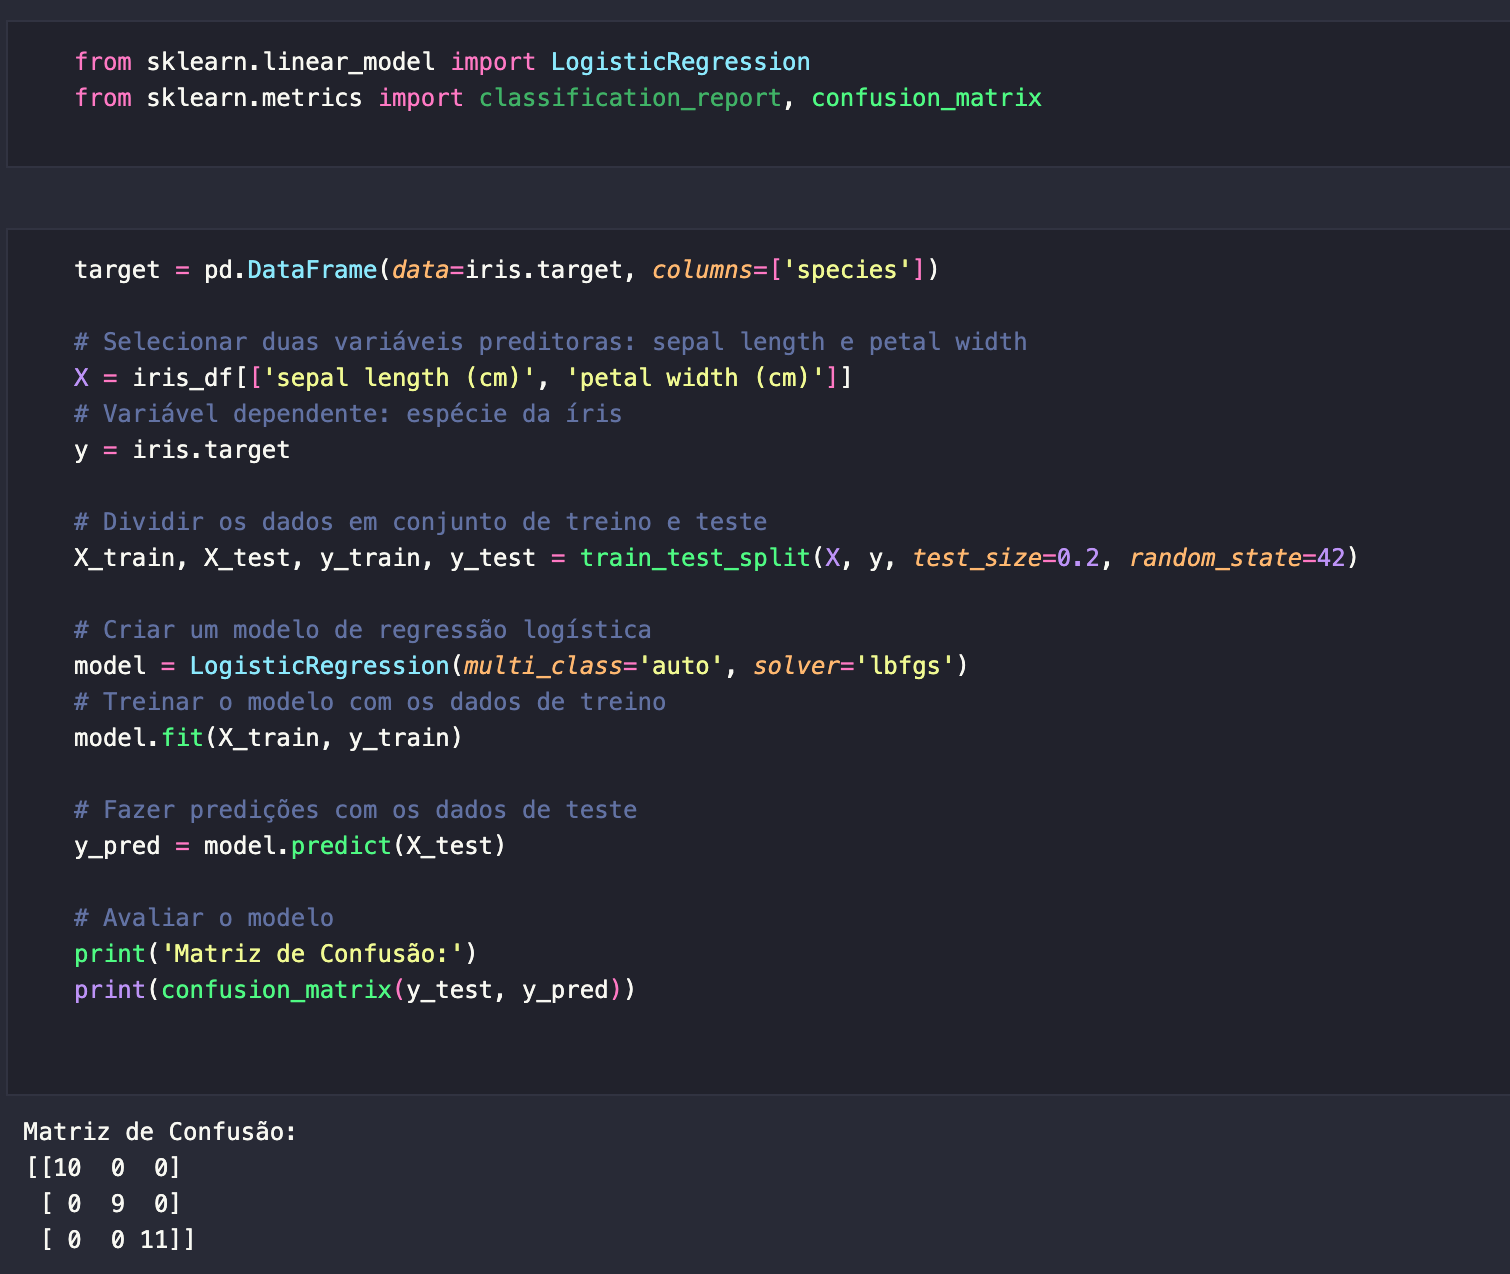 from sklearn.linear_model import LogisticRegression
from sklearn.metrics import classification_report, confusion_matrix
target = pd.DataFrame(data=iris.target, columns=['species'])
# Selecionar duas variáveis preditoras: sepal length e petal width
X = iris_df[['sepal length (cm)', 'petal width (cm)']]
# Variável dependente: espécie da íris
y = iris.target
# Dividir os dados em conjunto de treino e teste
X_train, X_test, y_train, y_test = train_test_split(X, y, test_size=0.2, random_state=42)
# Criar um modelo de regressão logística
model = LogisticRegression(multi_class='auto', solver='lbfgs')
# Treinar o modelo com os dados de treino
model.fit(X_train, y_train)
# Fazer predições com os dados de teste
y_pred = model.predict(X_test)
# Avaliar o modelo
print('Matriz de Confusão:')
print(confusion_matrix(y_test, y_pred))
Matriz de Confusão:
[[10  0  0]
 [ 0  9  0]
 [ 0  0 11]]